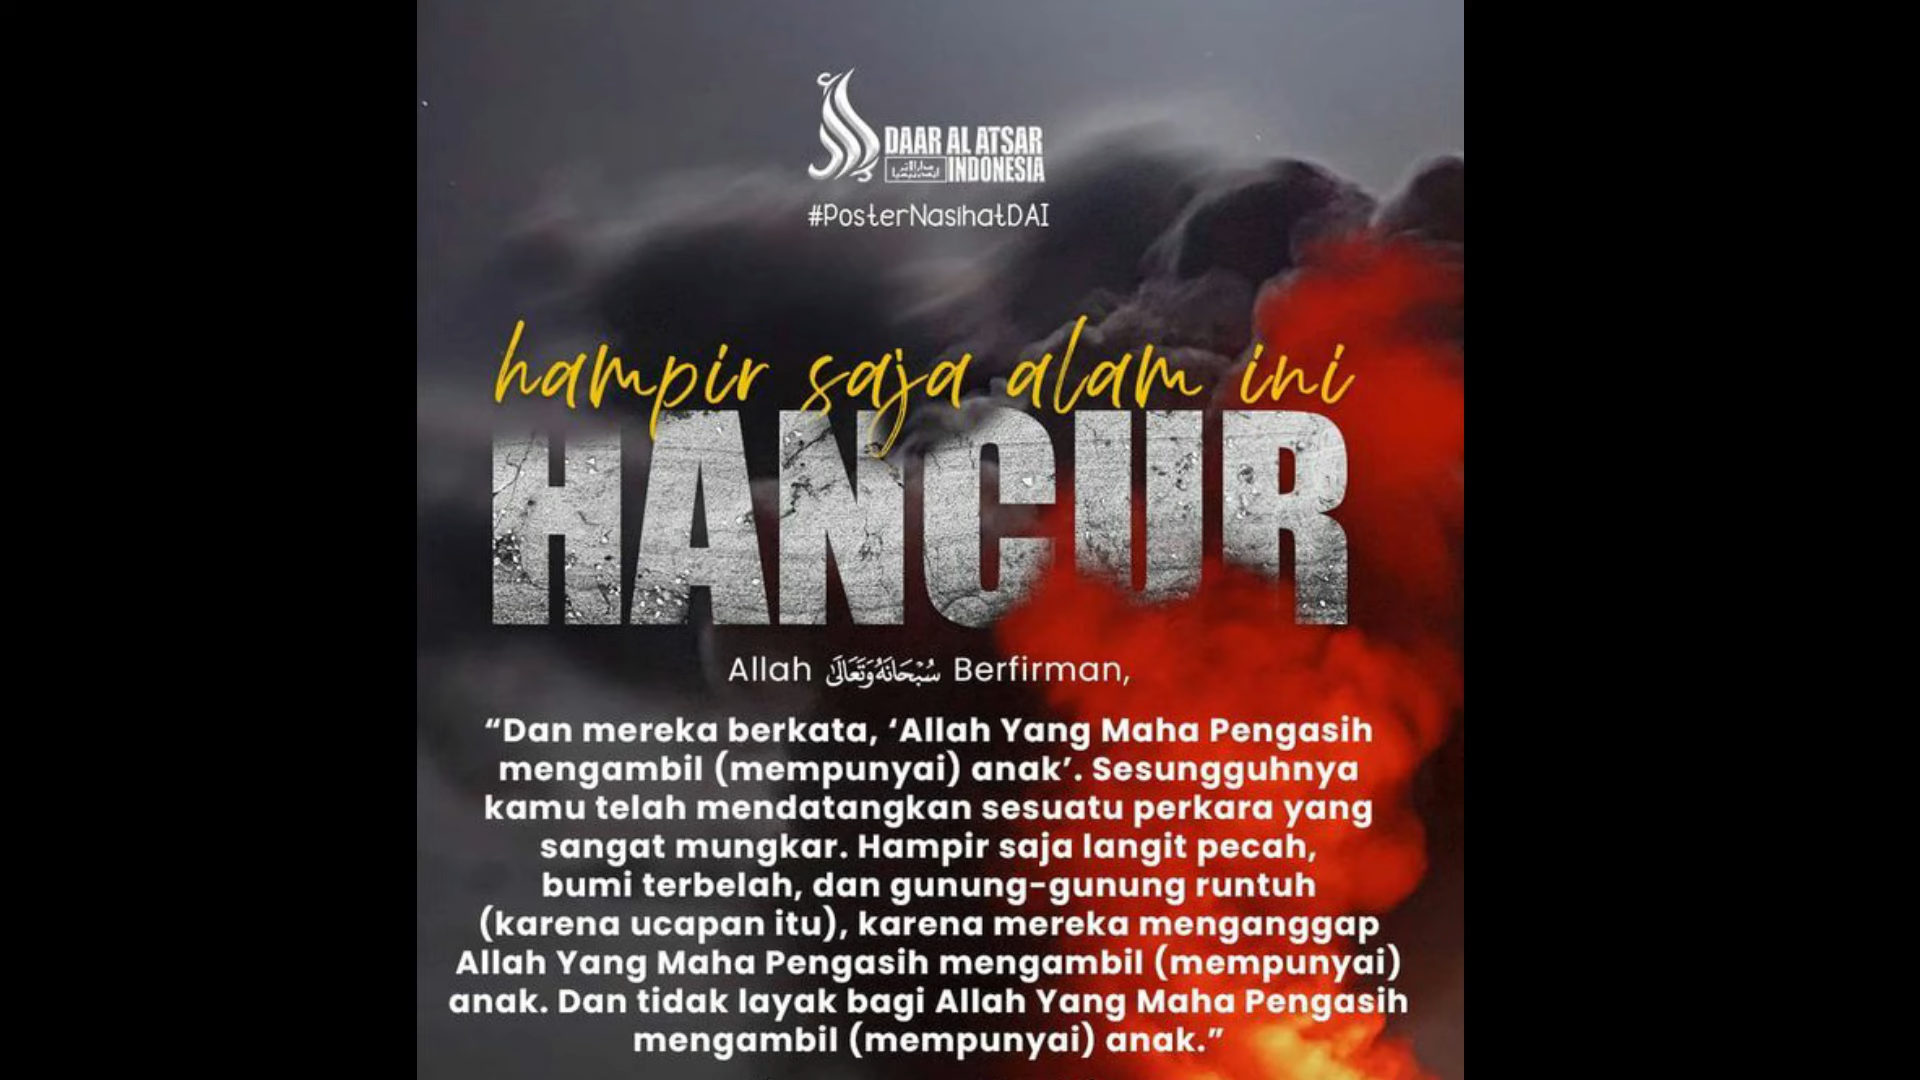 DAAR AL ATSAR
INDONESIA
#PosterNasihatDAI
hampir saja alam ini
HANCUR
Allah سُبْحَانَهُ وَتَعَالَىٰ Berfirman,
“Dan mereka berkata, ‘Allah Yang Maha Pengasih
mengambil (mempunyai) anak’. Sesungguhnya
kamu telah mendatangkan sesuatu perkara yang
sangat mungkar. Hampir saja langit pecah,
bumi terbelah, dan gunung-gunung runtuh
(karena ucapan itu), karena mereka menganggap
Allah Yang Maha Pengasih mengambil (mempunyai)
anak. Dan tidak layak bagi Allah Yang Maha Pengasih
mengambil (mempunyai) anak.”